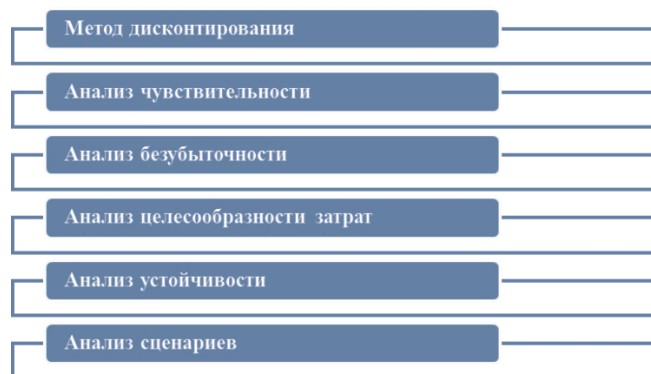 Метод дисконтирования
Анализ чувствительности
Анализ безубыточности
Анализ целесообразности затрат
Анализ устойчивости
Анализ сценариев